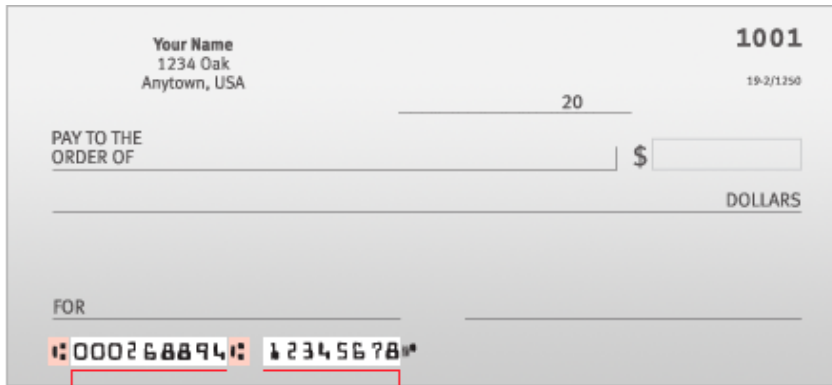 Your Name
1234 Oak
Anytown, USA
1001
19-2/1250
20
PAY TO THE
ORDER OF
$
DOLLARS
FOR
⑆000268894⑆ 12345678⑈